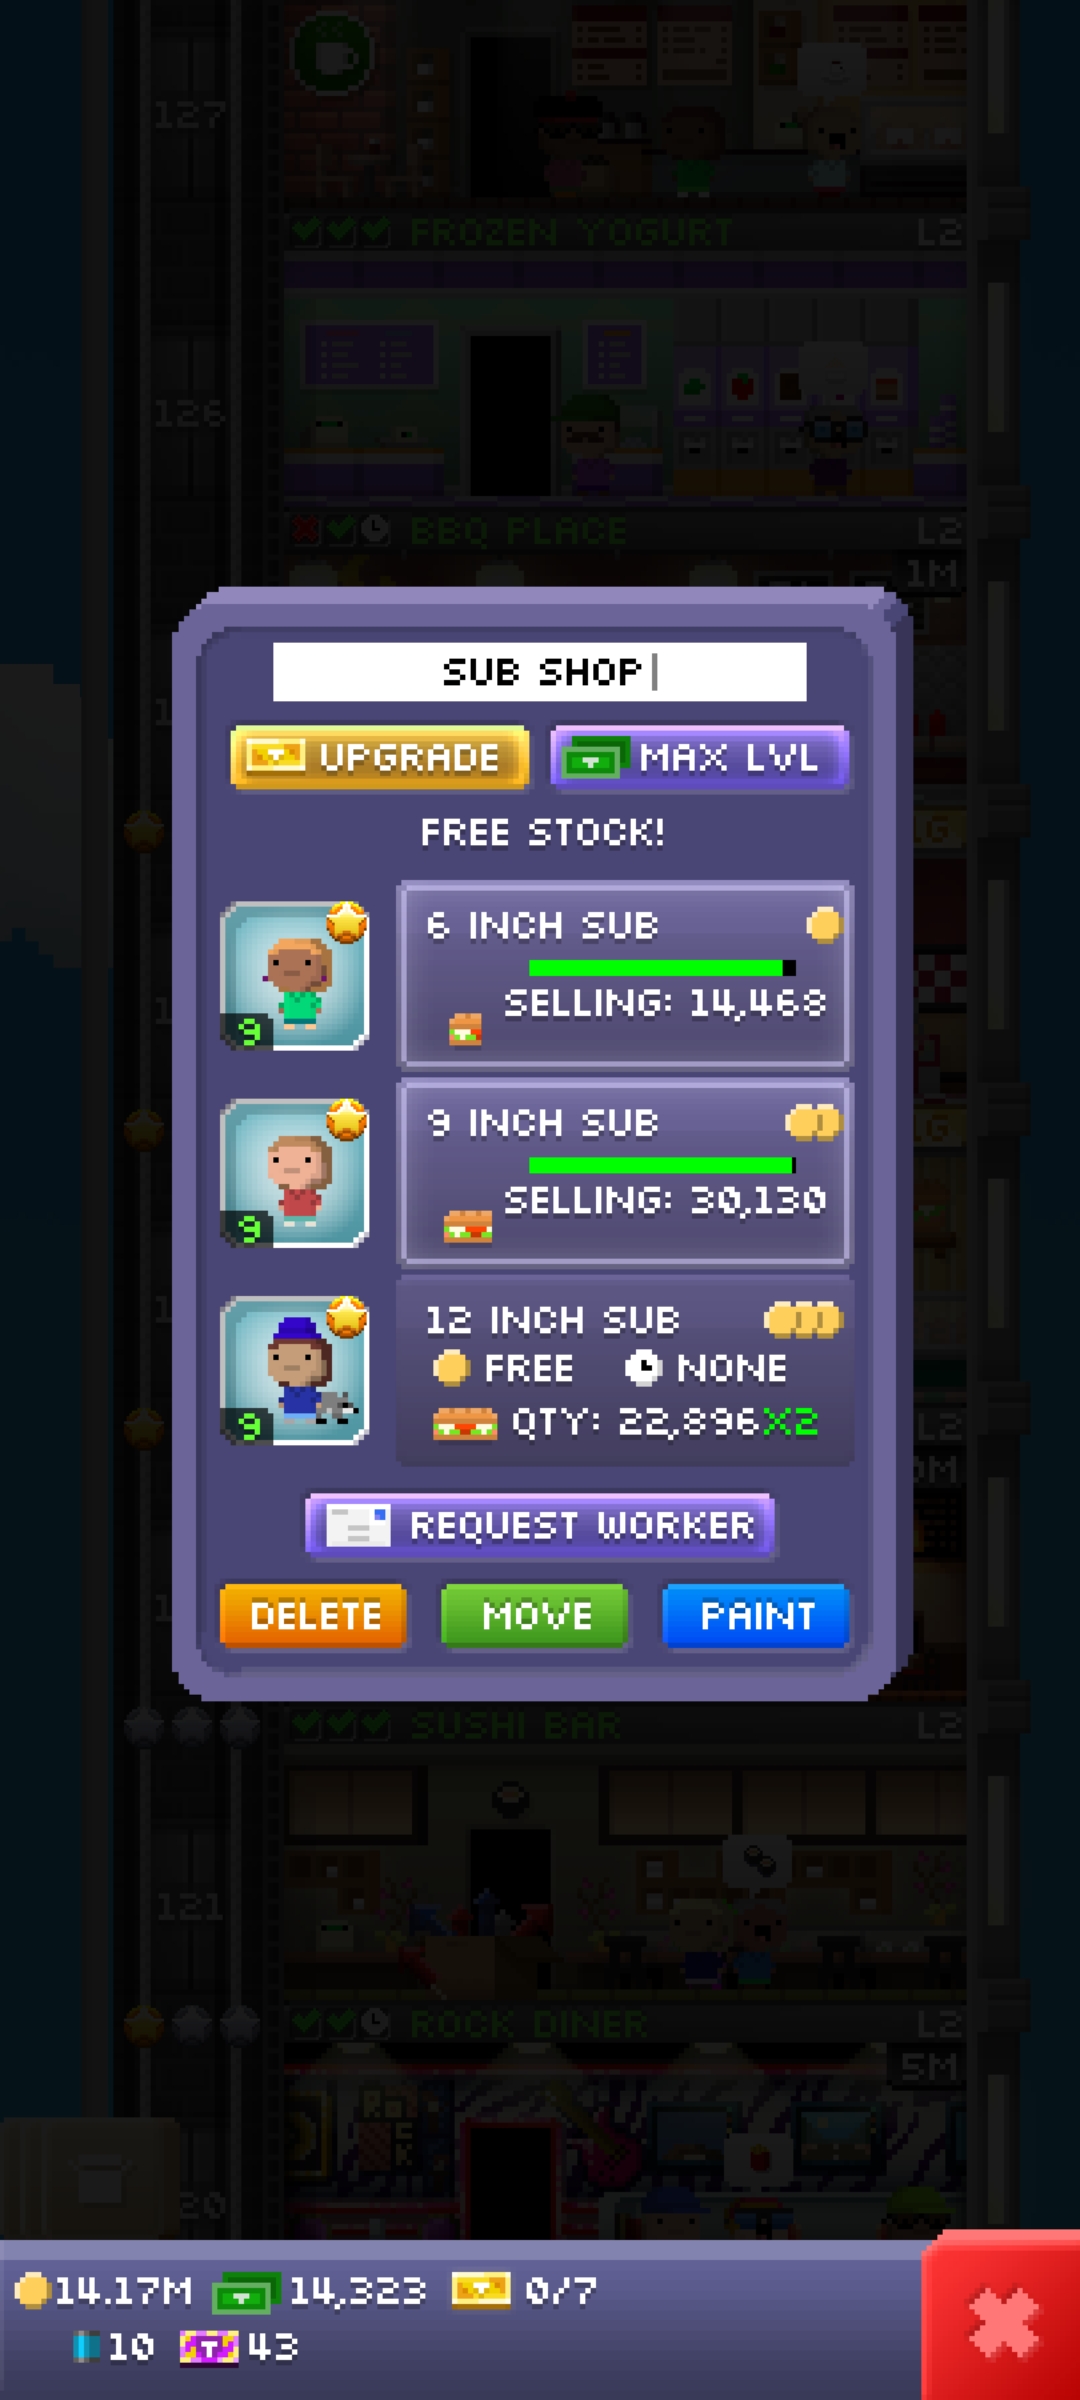 127
FROZEN YOGURT L2
126
BBQ PLACE L2
1M
SUB SHOP
UPGRADE MAX LVL
FREE STOCK!
6 INCH SUB
SELLING: 14,468
9
9 INCH SUB
SELLING: 30,130
9
12 INCH SUB
FREE NONE
QTY: 22,896X2
9
REQUEST WORKER
DELETE MOVE PAINT
SUSHI BAR L2
121
ROCK DINER L2
5M
14.17M 14,323 0/7
10 43